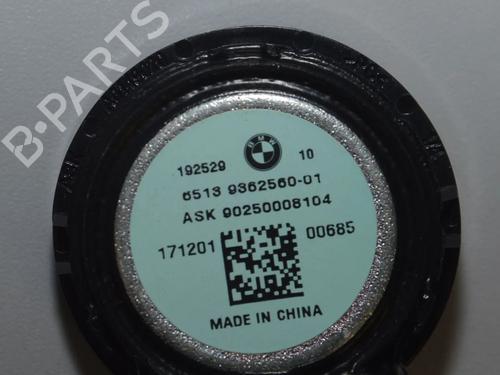 B-PARTS
BMW
192529 10
6513 9362560-01
ASK 90250008104
171201 00685
MADE IN CHINA